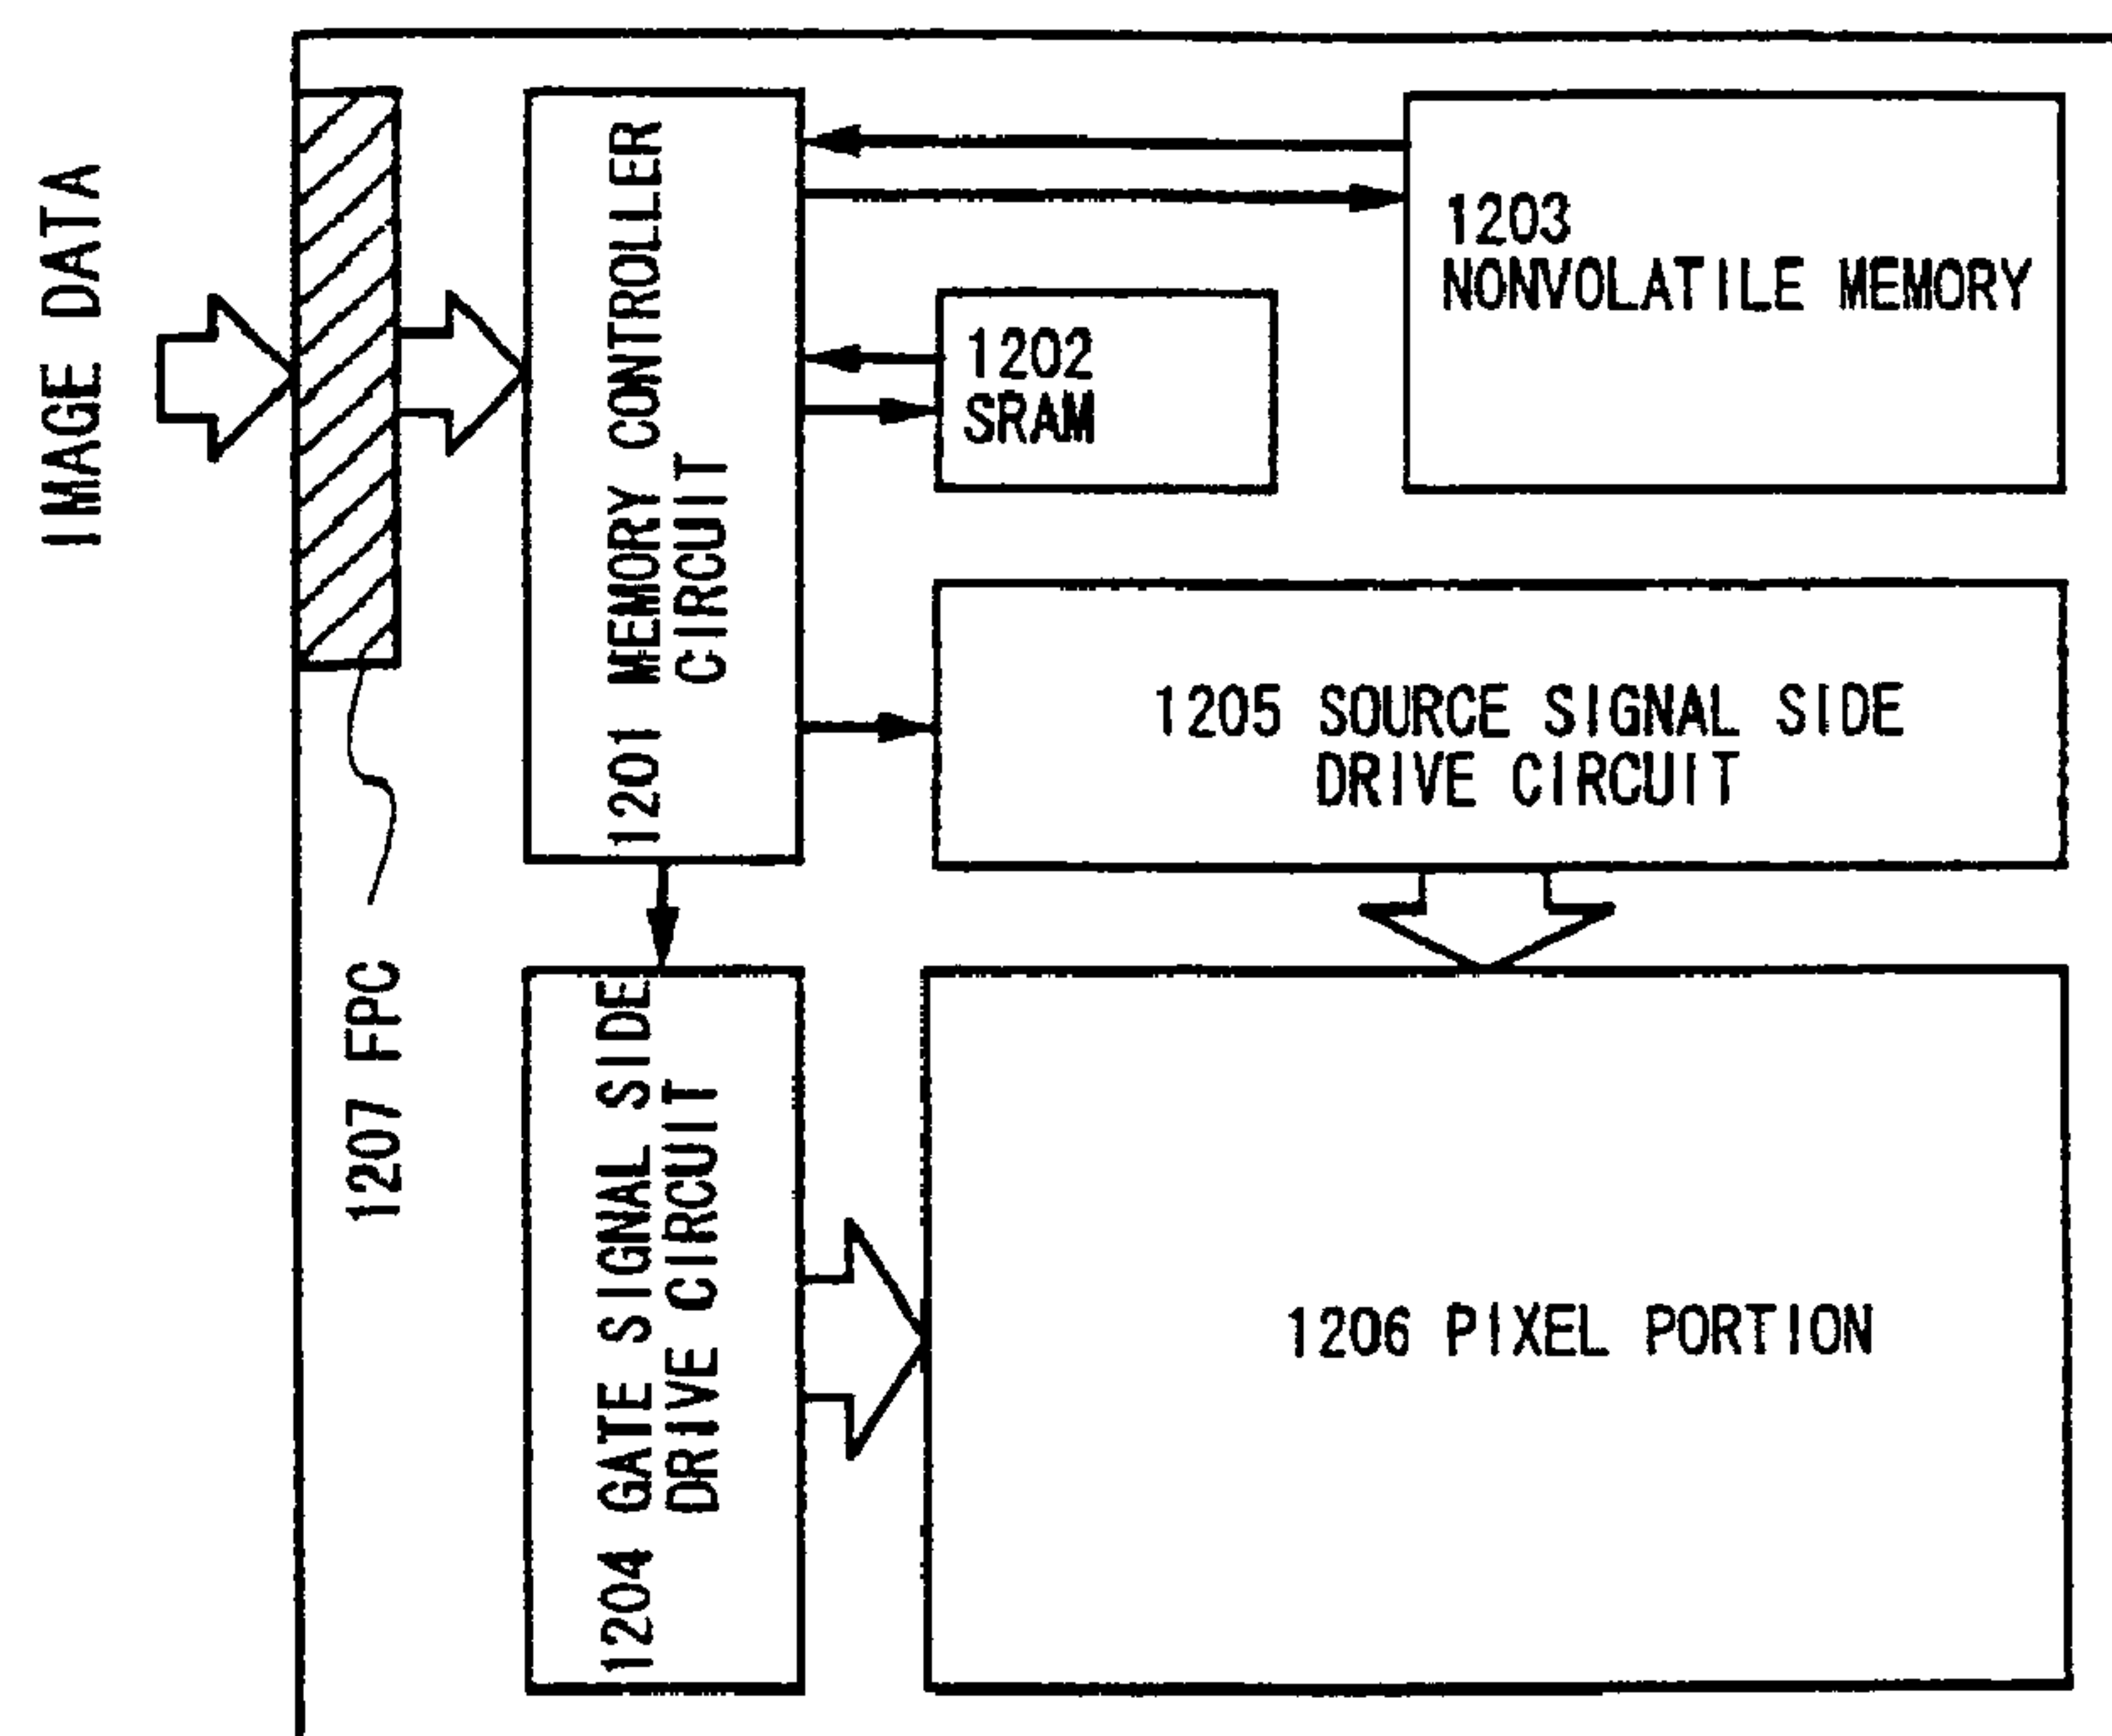 IMAGE DATA
1207 FPC
1201 MEMORY CONTROLLER
CIRCUIT
1203
NONVOLATILE MEMORY
1202
SRAM
1205 SOURCE SIGNAL SIDE
DRIVE CIRCUIT
1204 GATE SIGNAL SIDE
DRIVE CIRCUIT
1206 PIXEL PORTION